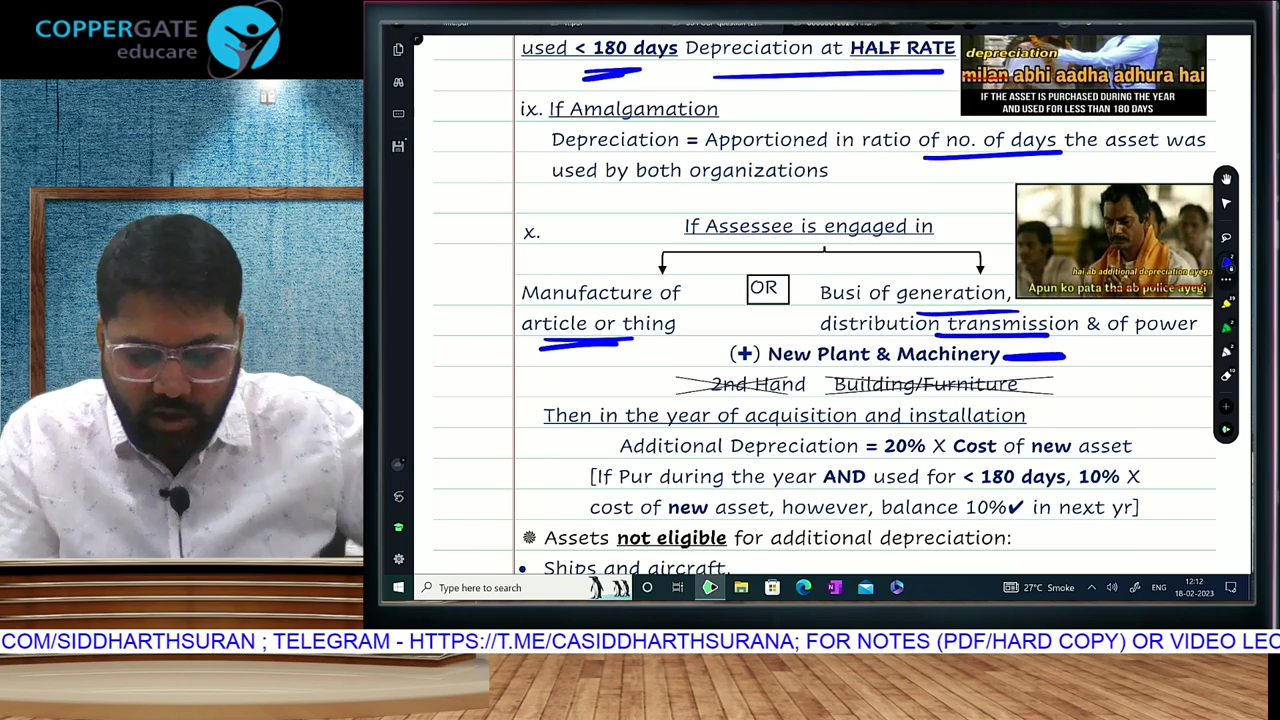 COPPERGATE
educare
used < 180 days Depreciation at HALF RATE
depreciation
milan abhi aadha adhura hai
IF THE ASSET IS PURCHASED DURING THE YEAR
AND USED FOR LESS THAN 180 DAYS
ix. If Amalgamation
Depreciation = Apportioned in ratio of no. of days the asset was
used by both organizations
x. If Assessee is engaged in
hai ab additional depreciation ayega
Apun ko pata tha ab police ayegi
Manufacture of OR Busi of generation,
article or thing distribution transmission & of power
(+) New Plant & Machinery
2nd Hand Building/Furniture
Then in the year of acquisition and installation
Additional Depreciation = 20% X Cost of new asset
[If Pur during the year AND used for < 180 days, 10% X
cost of new asset, however, balance 10%✔ in next yr]
Assets not eligible for additional depreciation:
• Ships and aircraft.
Type here to search
27°C Smoke
ENG
12:12
18-02-2023
COM/SIDDHARTHSURAN ; TELEGRAM - HTTPS://T.ME/CASIDDHARTHSURANA; FOR NOTES (PDF/HARD COPY) OR VIDEO LEC